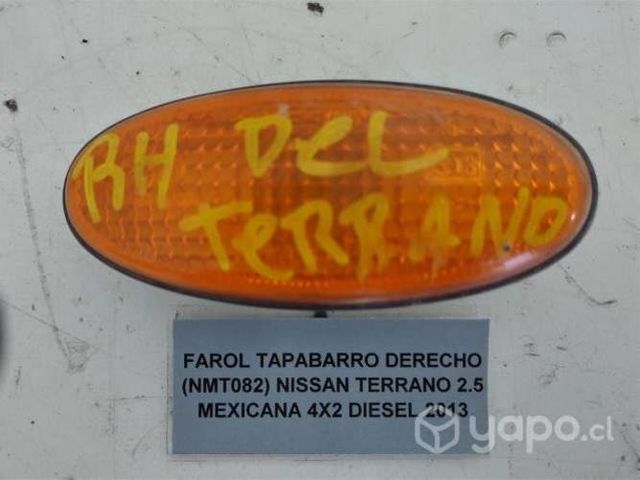 RH DEL
TERRANO
FAROL TAPABARRO DERECHO
(NMT082) NISSAN TERRANO 2.5
MEXICANA 4X2 DIESEL 2013
yapo.cl